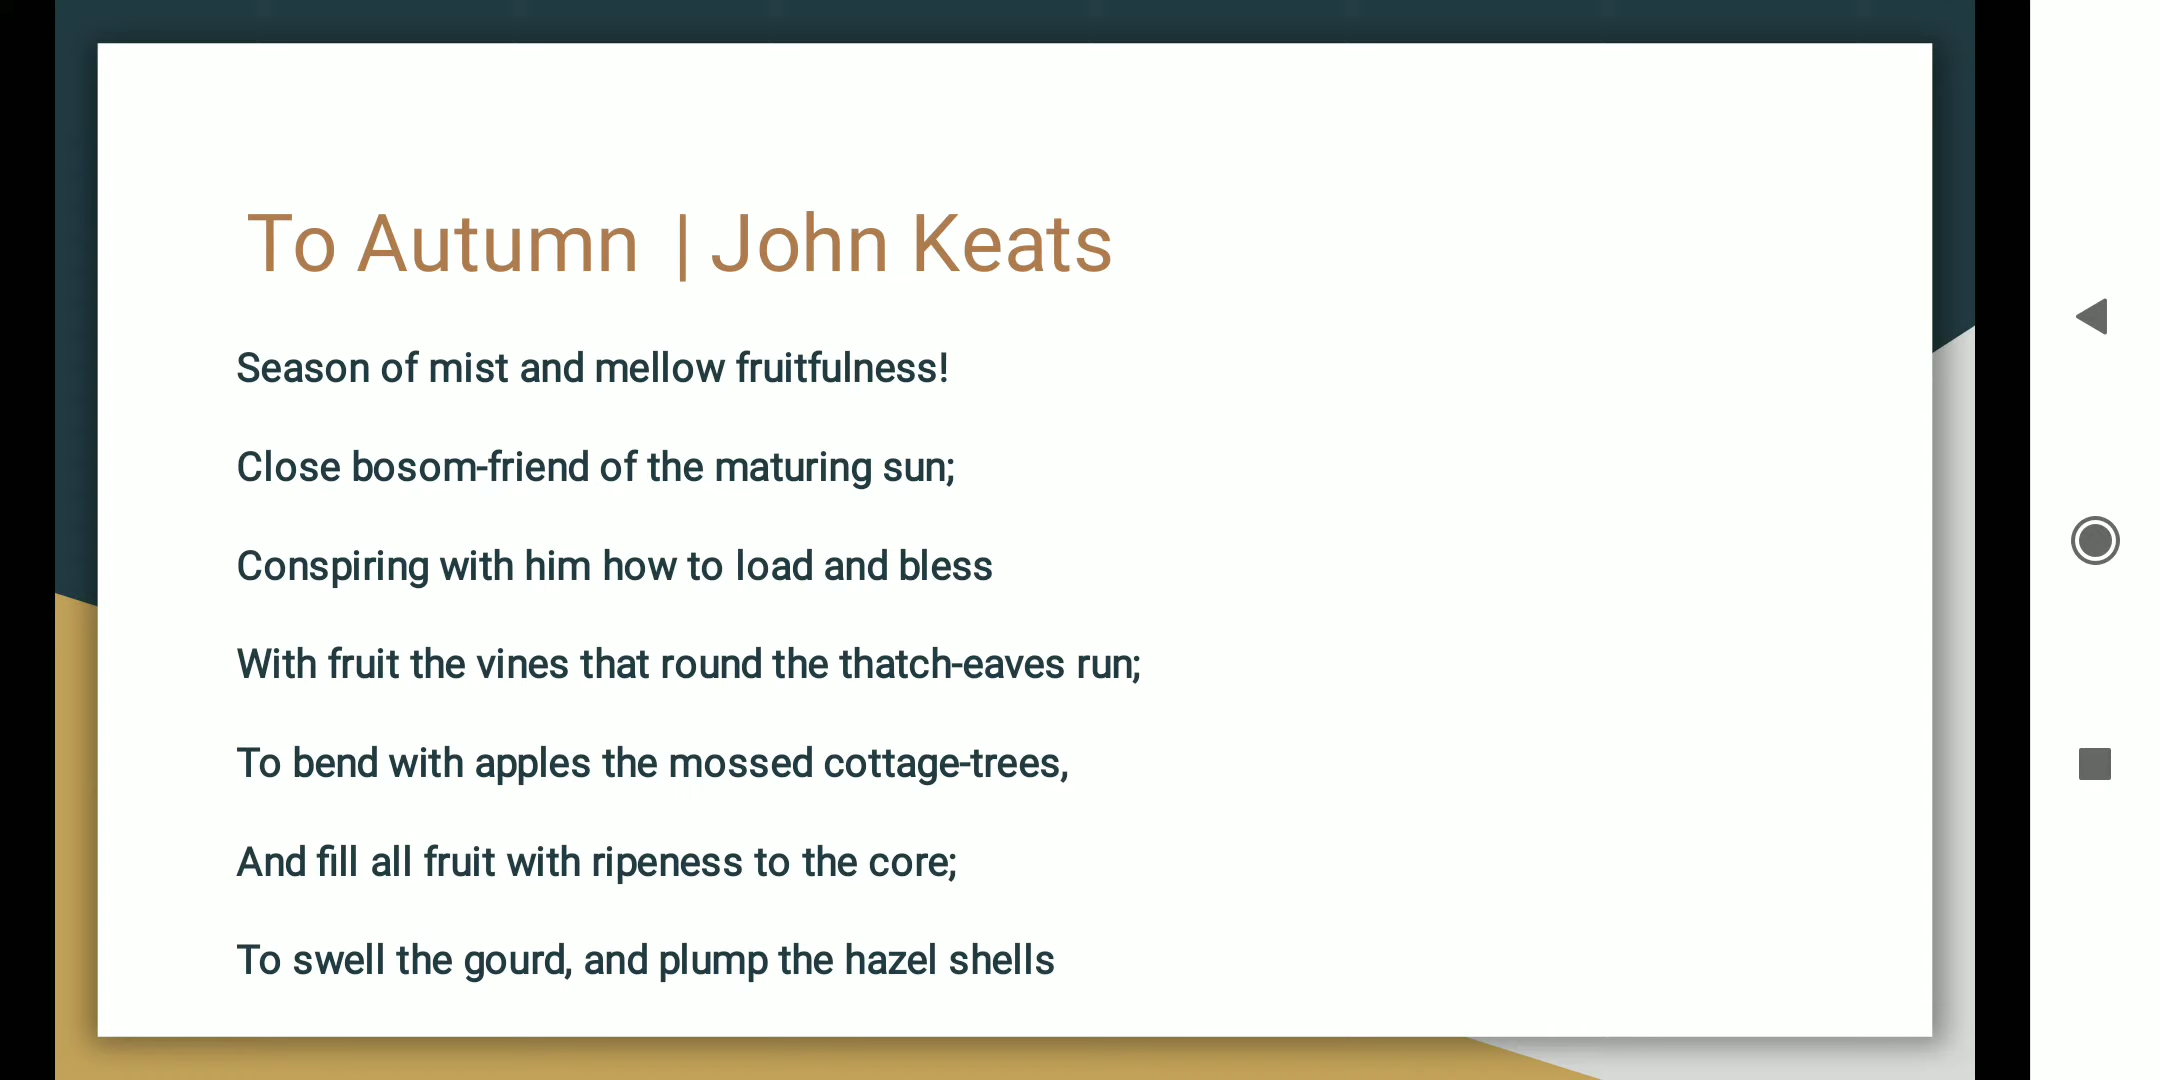 To Autumn | John Keats
Season of mist and mellow fruitfulness!
Close bosom-friend of the maturing sun;
Conspiring with him how to load and bless
With fruit the vines that round the thatch-eaves run;
To bend with apples the mossed cottage-trees,
And fill all fruit with ripeness to the core;
To swell the gourd, and plump the hazel shells